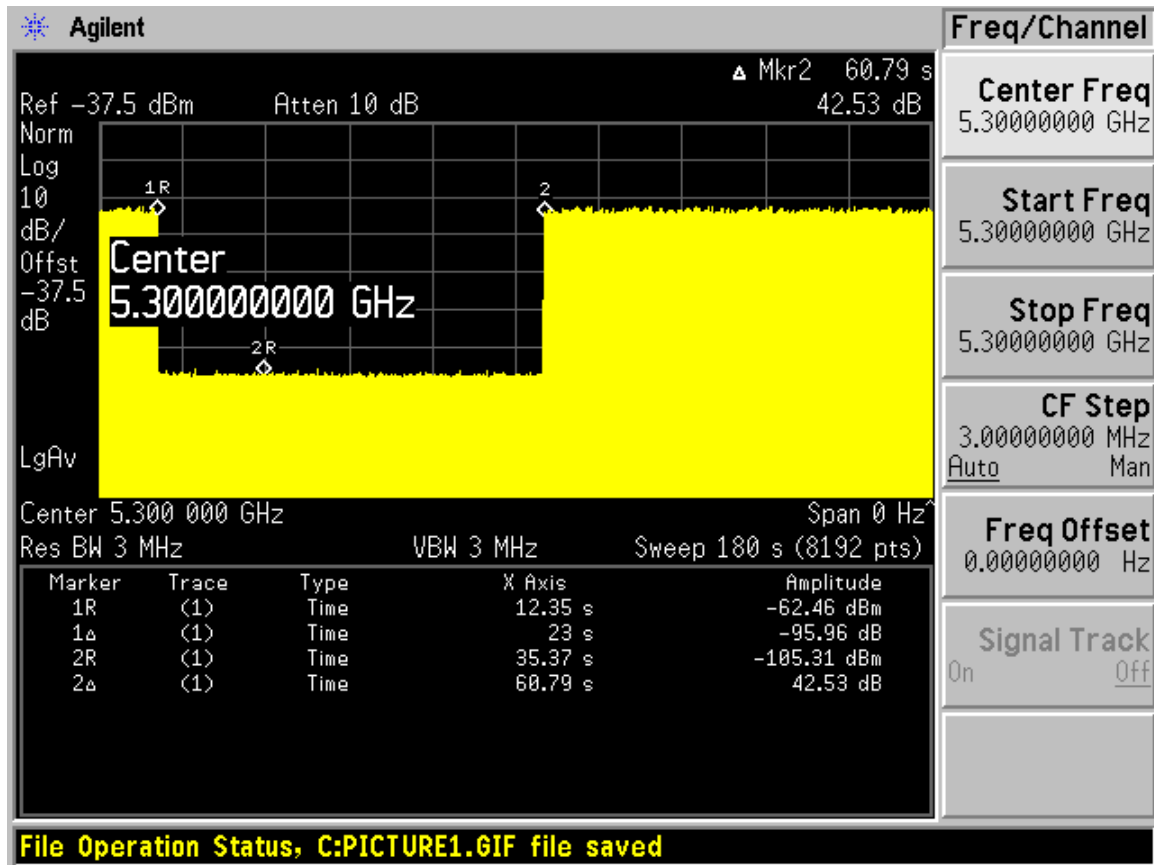 Agilent
Freq/Channel
Δ Mkr2 60.79 s
Ref -37.5 dBm Atten 10 dB 42.53 dB
Norm
Log
10
dB/
Offst
-37.5
dB
LgAv
1R
2
2R
Center
5.300000000 GHz
Center 5.300 000 GHz Span 0 Hz^
Res BW 3 MHz VBW 3 MHz Sweep 180 s (8192 pts)
Marker Trace Type X Axis Amplitude
1R (1) Time 12.35 s -62.46 dBm
1Δ (1) Time 23 s -95.96 dB
2R (1) Time 35.37 s -105.31 dBm
2Δ (1) Time 60.79 s 42.53 dB
Center Freq
5.30000000 GHz
Start Freq
5.30000000 GHz
Stop Freq
5.30000000 GHz
CF Step
3.00000000 MHz
Auto Man
Freq Offset
0.00000000 Hz
Signal Track
On Off
File Operation Status, C:PICTURE1.GIF file saved